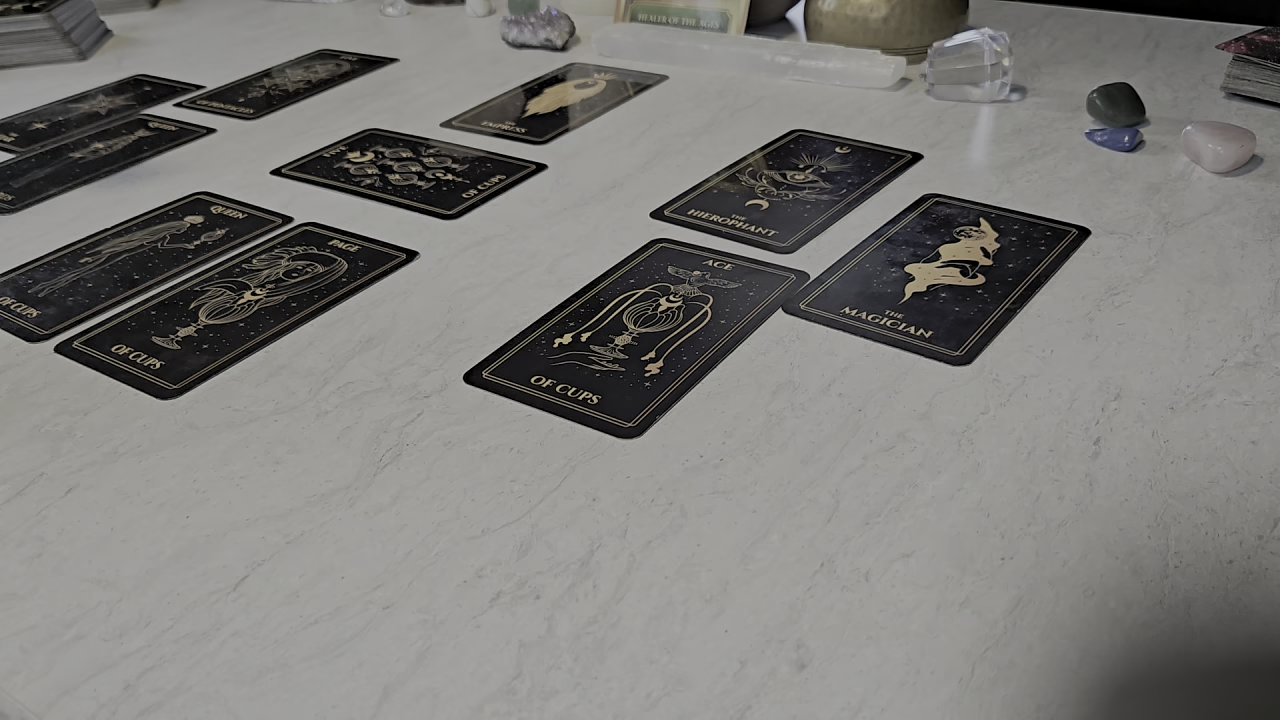 HEALER OF THE AGES
THE
EMPRESS
OF CUPS
QUEEN
QUEEN
OF CUPS
PAGE
OF CUPS
THE
HIEROPHANT
ACE
OF CUPS
THE
MAGICIAN